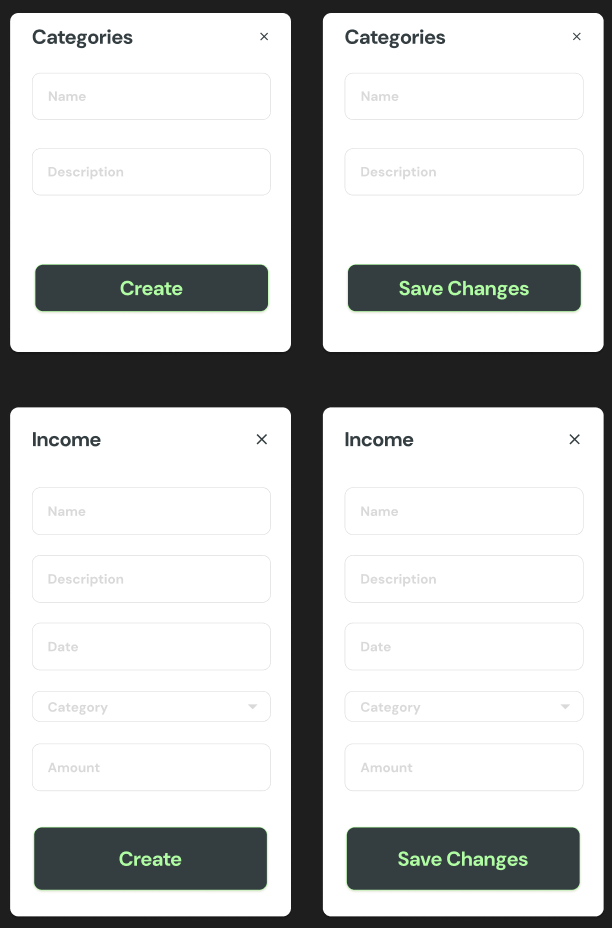 Categories
Name
Description
Create
Categories
Name
Description
Save Changes
Income
Name
Description
Date
Category
Amount
Create
Income
Name
Description
Date
Category
Amount
Save Changes